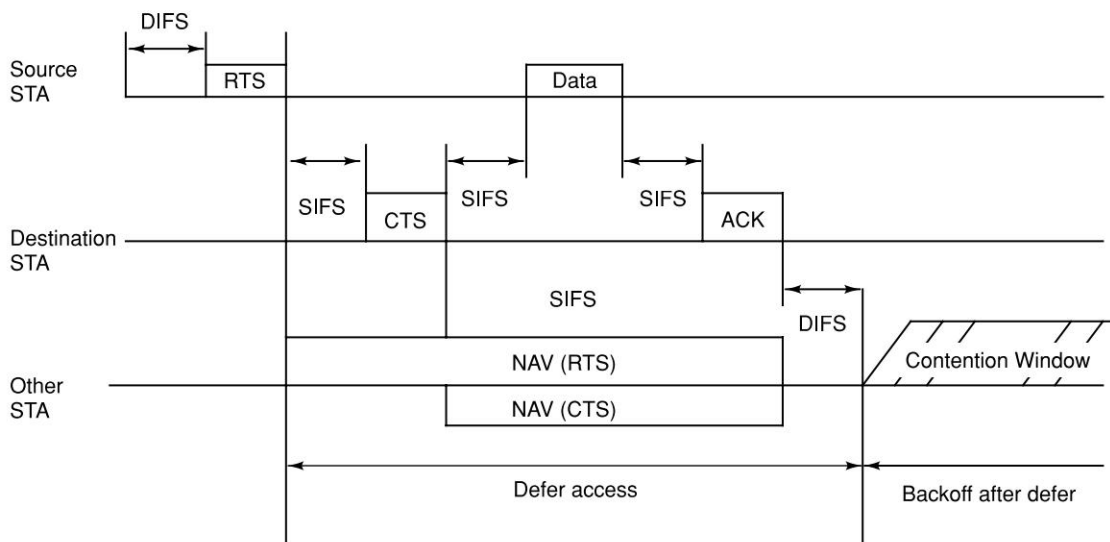 DIFS
Source
STA
RTS
Data
SIFS
CTS
SIFS
SIFS
ACK
Destination
STA
SIFS
DIFS
NAV (RTS)
Contention Window
Other
STA
NAV (CTS)
Defer access
Backoff after defer